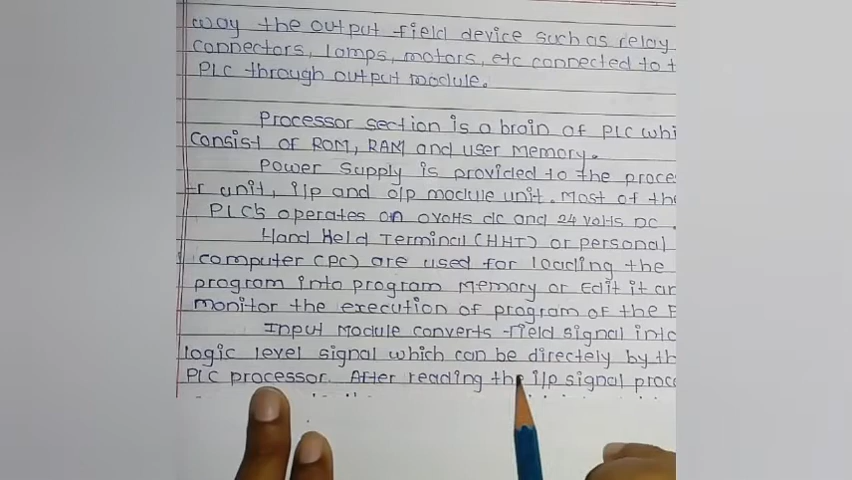 way the output field device such as relay
connectors, lamps, motors, etc connected to t
PLC through output module.
Processor section is a brain of PLC whi
consist of ROM, RAM and user memory.
Power supply is provided to the proce
r unit, i/p and o/p module unit. Most of the
PLC's operates on 0volts dc and 24 volts DC.
Hand Held Terminal (HHT) or personal
computer (PC) are used for loading the
program into program Memory or Edit it an
monitor the execution of program of the P
Input Module converts field signal into
logic level signal which can be directely by th
PLC processor. After reading the i/p signal proc